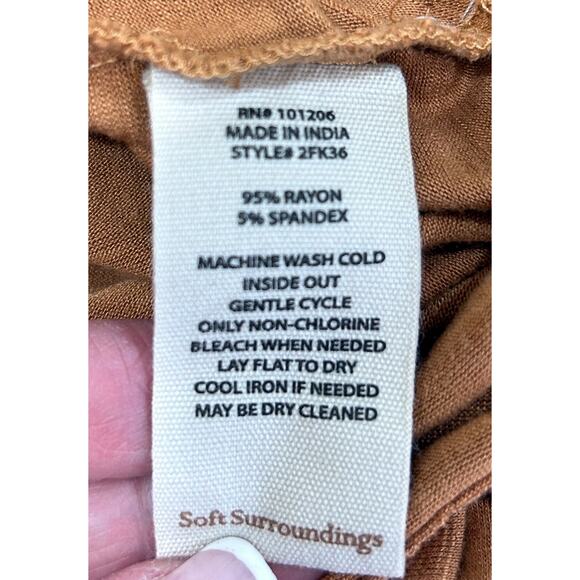 RN# 101206
MADE IN INDIA
STYLE# 2FK36
95% RAYON
5% SPANDEX
MACHINE WASH COLD
INSIDE OUT
GENTLE CYCLE
ONLY NON-CHLORINE
BLEACH WHEN NEEDED
LAY FLAT TO DRY
COOL IRON IF NEEDED
MAY BE DRY CLEANED
Soft Surroundings